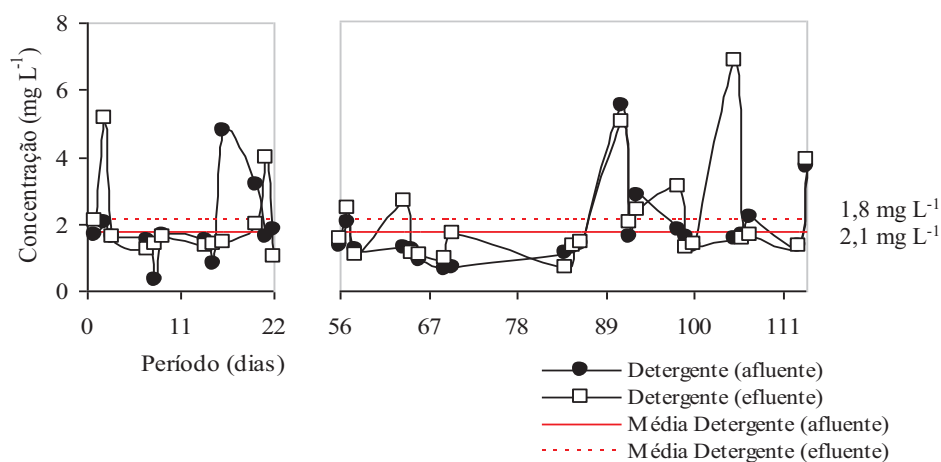 Concentração (mg L-1)
8
6
4
2
0
0 11 22 56 67 78 89 100 111
Período (dias)
1,8 mg L-1
2,1 mg L-1
Detergente (afluente)
Detergente (efluente)
Média Detergente (afluente)
Média Detergente (efluente)